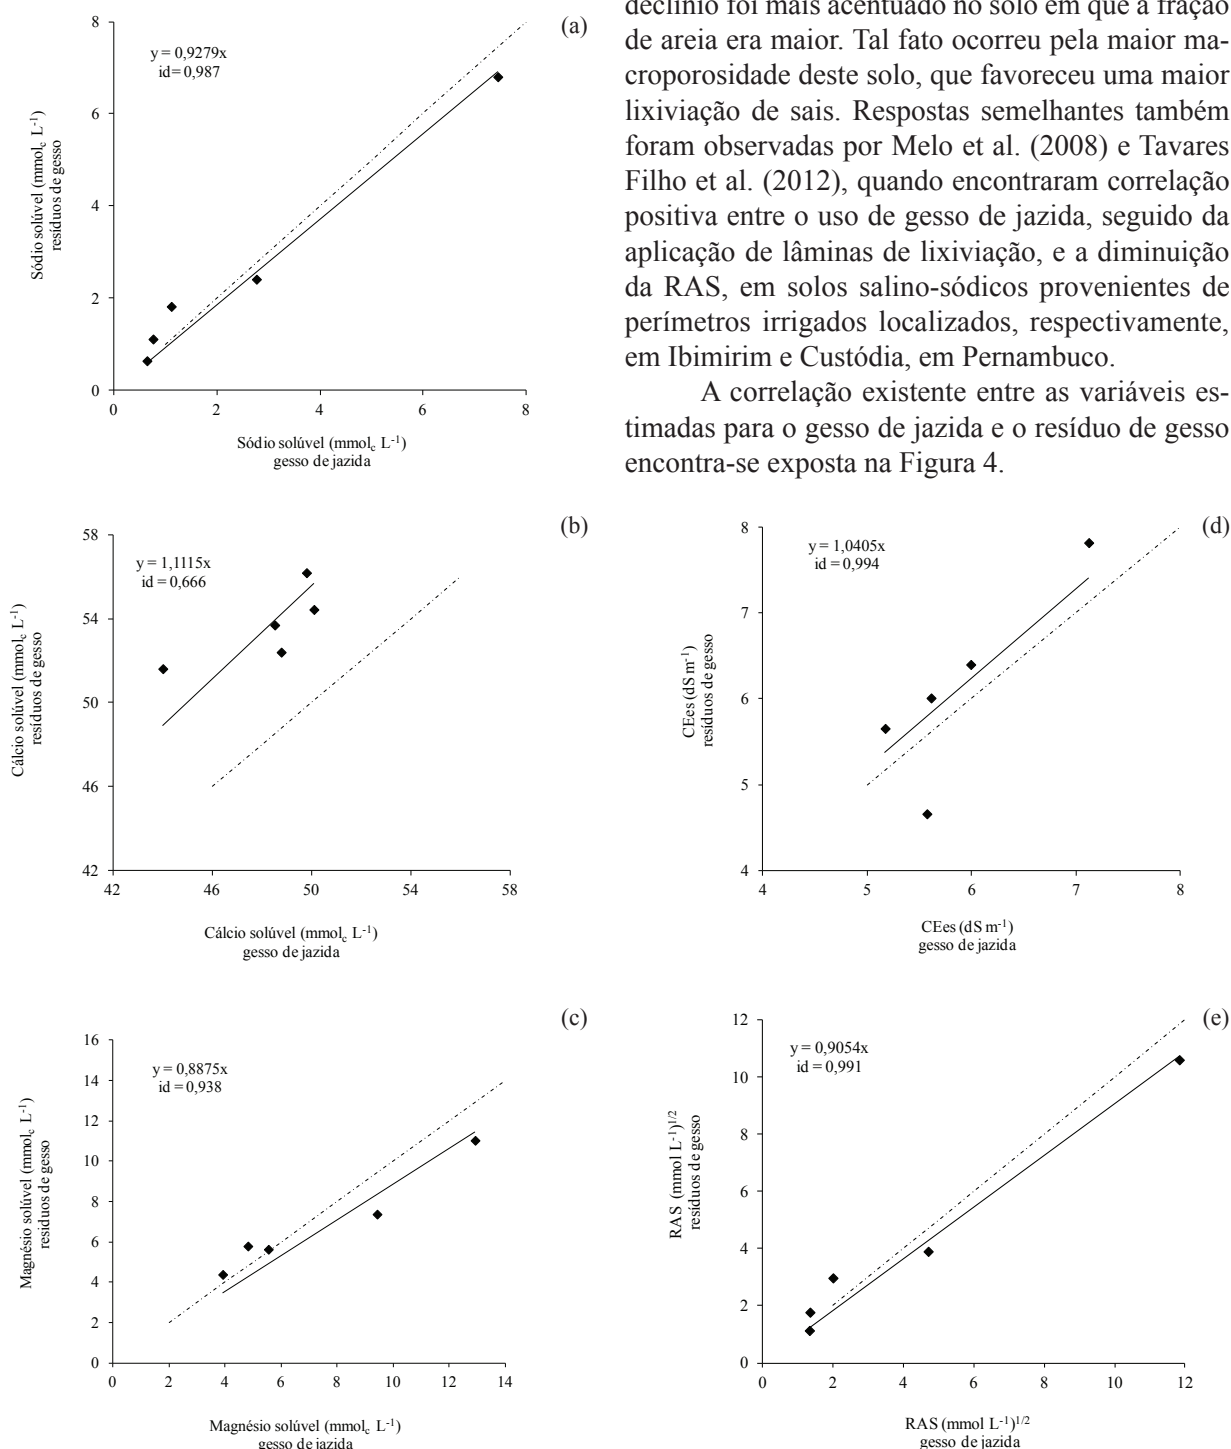 declínio foi mais acentuado no solo em que a fração
de areia era maior. Tal fato ocorreu pela maior ma-
croporosidade deste solo, que favoreceu uma maior
lixiviação de sais. Respostas semelhantes também
foram observadas por Melo et al. (2008) e Tavares
Filho et al. (2012), quando encontraram correlação
positiva entre o uso de gesso de jazida, seguido da
aplicação de lâminas de lixiviação, e a diminuição
da RAS, em solos salino-sódicos provenientes de
perímetros irrigados localizados, respectivamente,
em Ibimirim e Custódia, em Pernambuco.
A correlação existente entre as variáveis es-
timadas para o gesso de jazida e o resíduo de gesso
encontra-se exposta na Figura 4.
(a)
y = 0,9279x
id = 0,987
Sódio solúvel (mmol_c L^-1)
resíduos de gesso
8
6
4
2
0
0 2 4 6 8
Sódio solúvel (mmol_c L^-1)
gesso de jazida
(b)
y = 1,1115x
id = 0,666
Cálcio solúvel (mmol_c L^-1)
resíduos de gesso
58
54
50
46
42
42 46 50 54 58
Cálcio solúvel (mmol_c L^-1)
gesso de jazida
(c)
y = 0,8875x
id = 0,938
Magnésio solúvel (mmol_c L^-1)
resíduos de gesso
16
14
12
10
8
6
4
2
0
0 2 4 6 8 10 12 14
Magnésio solúvel (mmol_c L^-1)
gesso de jazida
(d)
y = 1,0405x
id = 0,994
CEes (dS m^-1)
resíduos de gesso
8
7
6
5
4
4 5 6 7 8
CEes (dS m^-1)
gesso de jazida
(e)
y = 0,9054x
id = 0,991
RAS (mmol L^-1)^1/2
resíduos de gesso
12
10
8
6
4
2
0
0 2 4 6 8 10 12
RAS (mmol L^-1)^1/2
gesso de jazida